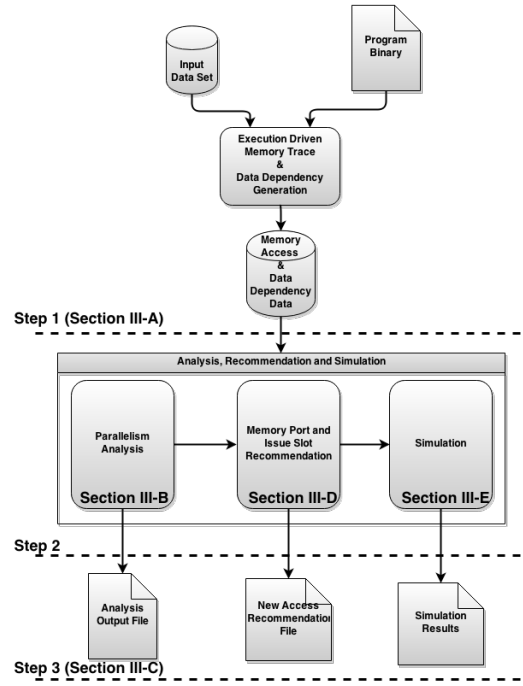 Input
Data Set
Program
Binary
Execution Driven
Memory Trace
&
Data Dependency
Generation
Memory
Access
&
Data
Dependency
Data
Step 1 (Section III-A)
Analysis, Recommendation and Simulation
Parallelism
Analysis
Section III-B
Memory Port and
Issue Slot
Recommendation
Section III-D
Simulation
Section III-E
Step 2
Analysis
Output File
New Access
Recommendation
File
Simulation
Results
Step 3 (Section III-C)